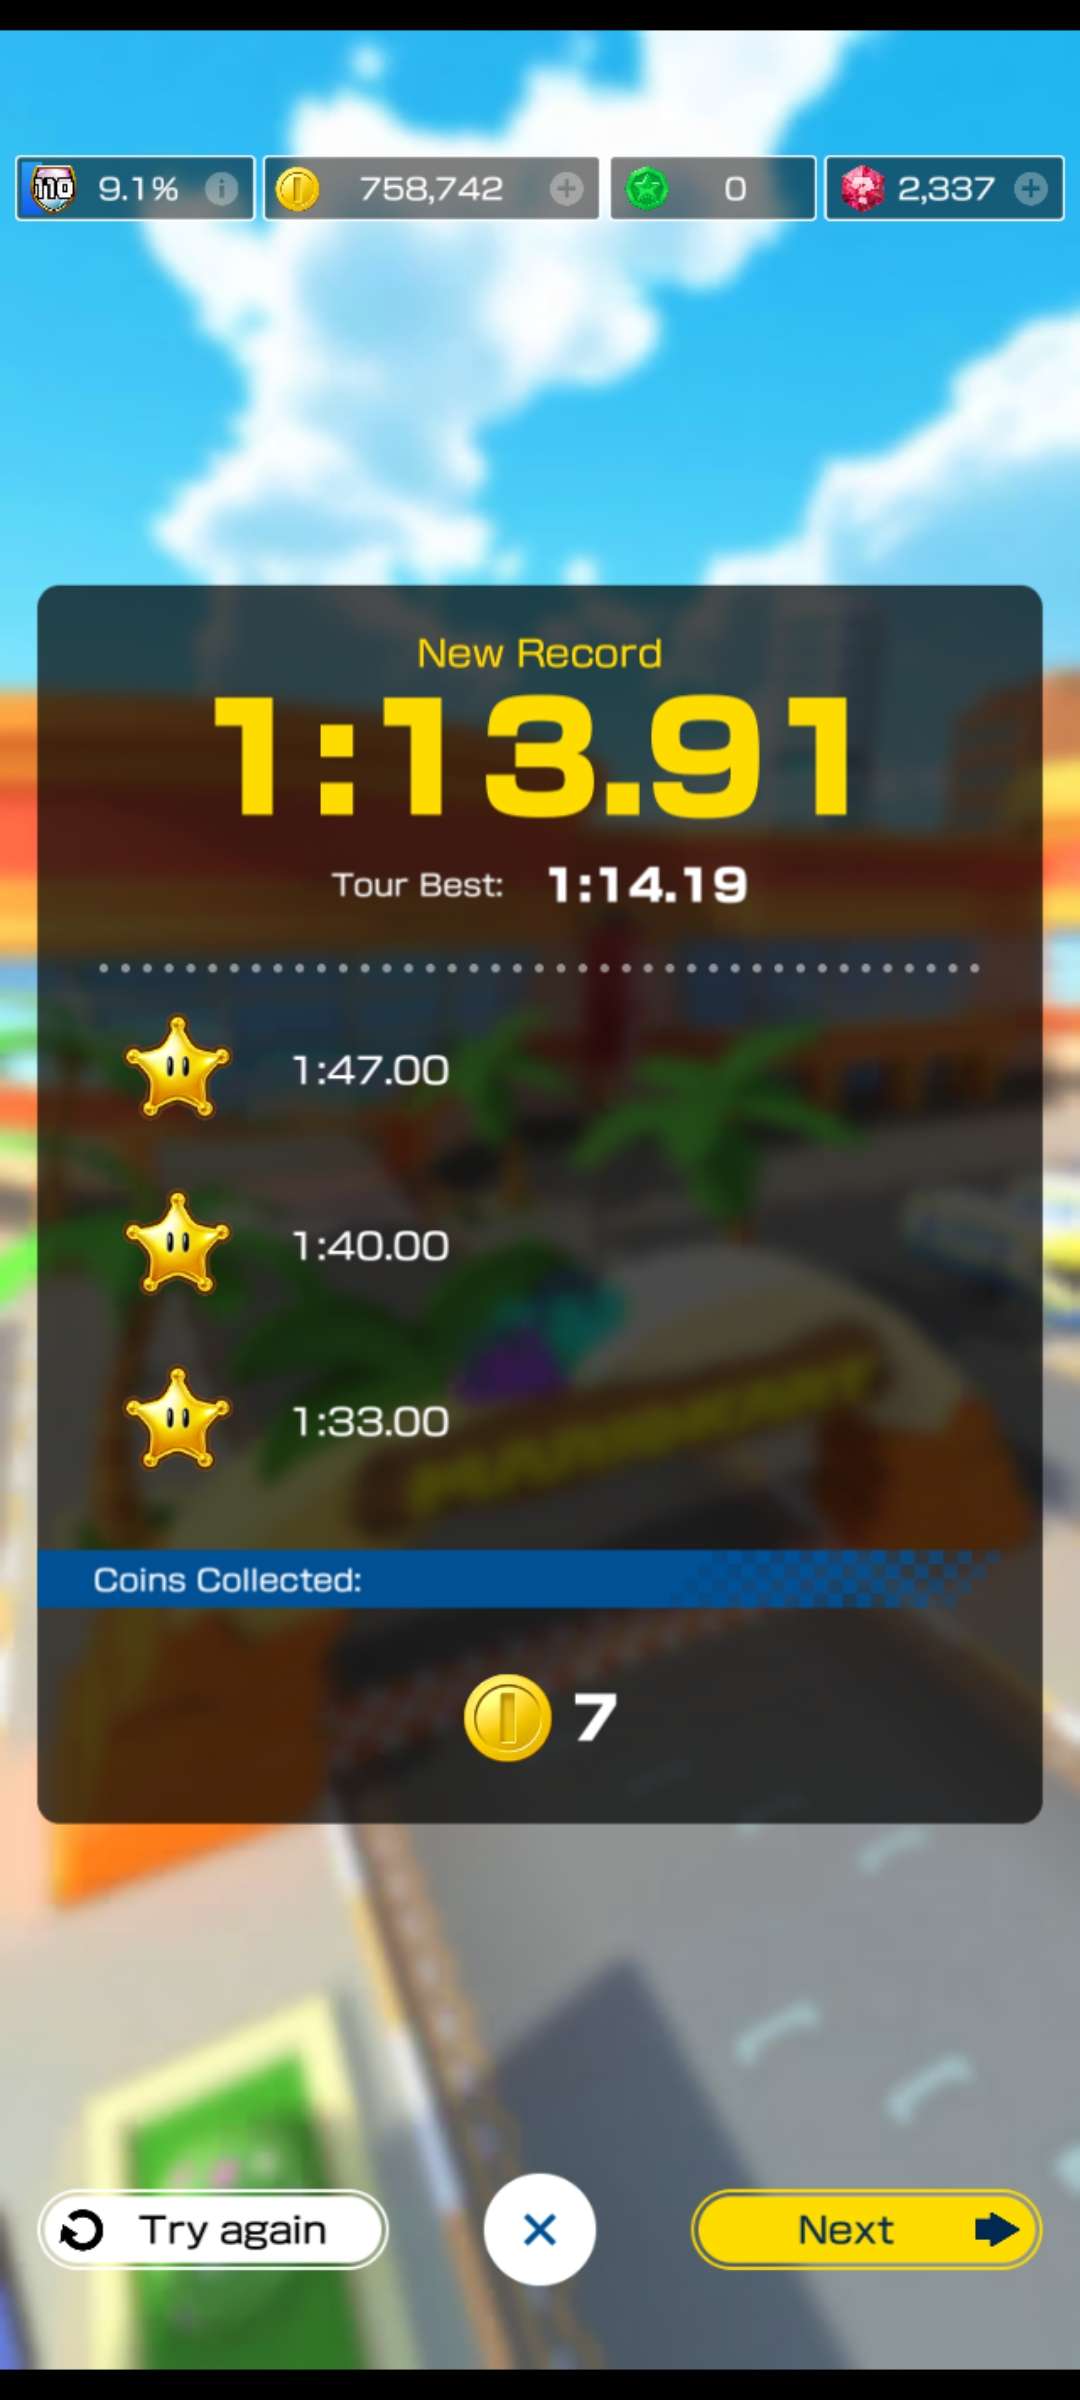 110 9.1% 758,742 0 2,337
New Record
1:13.91
Tour Best: 1:14.19
1:47.00
1:40.00
1:33.00
Coins Collected:
7
Try again
Next